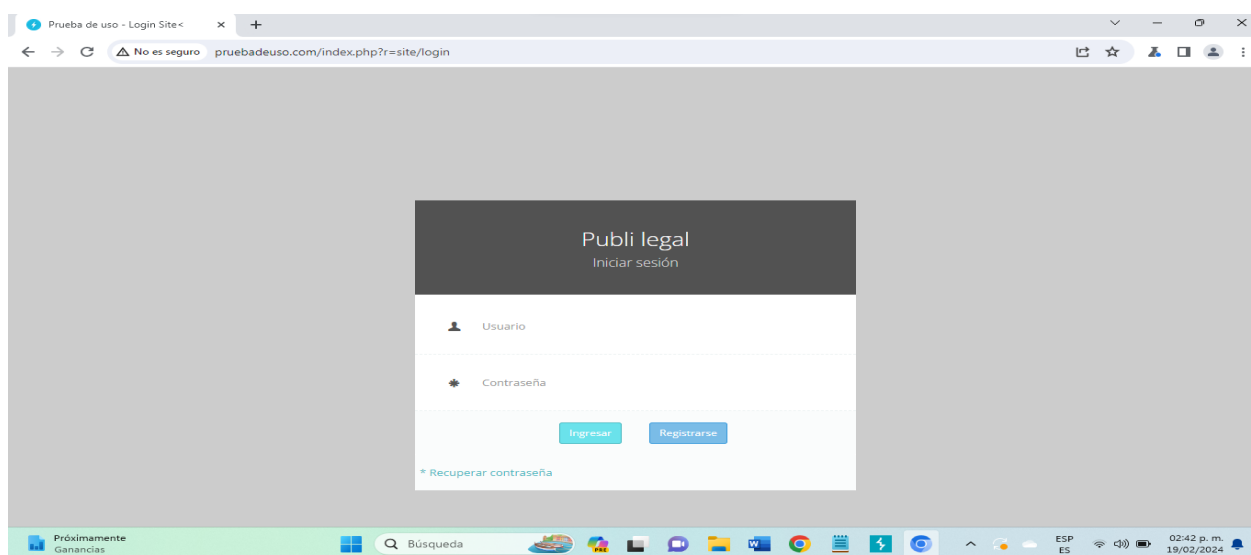 Prueba de uso - Login Site<
No es seguro pruebadeuso.com/index.php?r=site/login
Publi legal
Iniciar sesión
Usuario
Contraseña
Ingresar Registrarse
* Recuperar contraseña
Próximamente
Ganancias
Búsqueda
PRE
W
ESP
ES
02:42 p. m.
19/02/2024